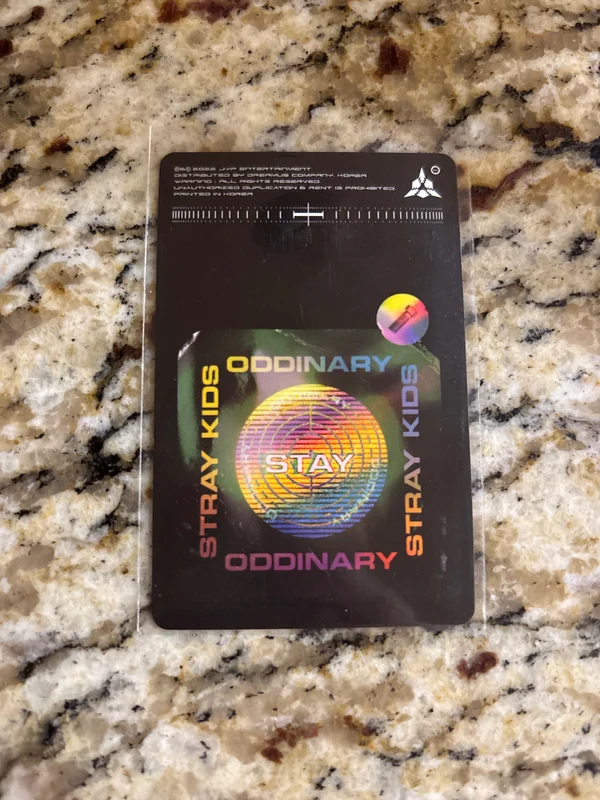 ©℗ 2022 JYP ENTERTAINMENT
DISTRIBUTED BY DREAMUS COMPANY. KOREA
WARNING : ALL RIGHTS RESERVED.
UNAUTHORIZED DUPLICATION & RENT IS PROHIBITED
PRINTED IN KOREA
ODDINARY
STRAY KIDS
STAY
STRAY KIDS
ODDINARY